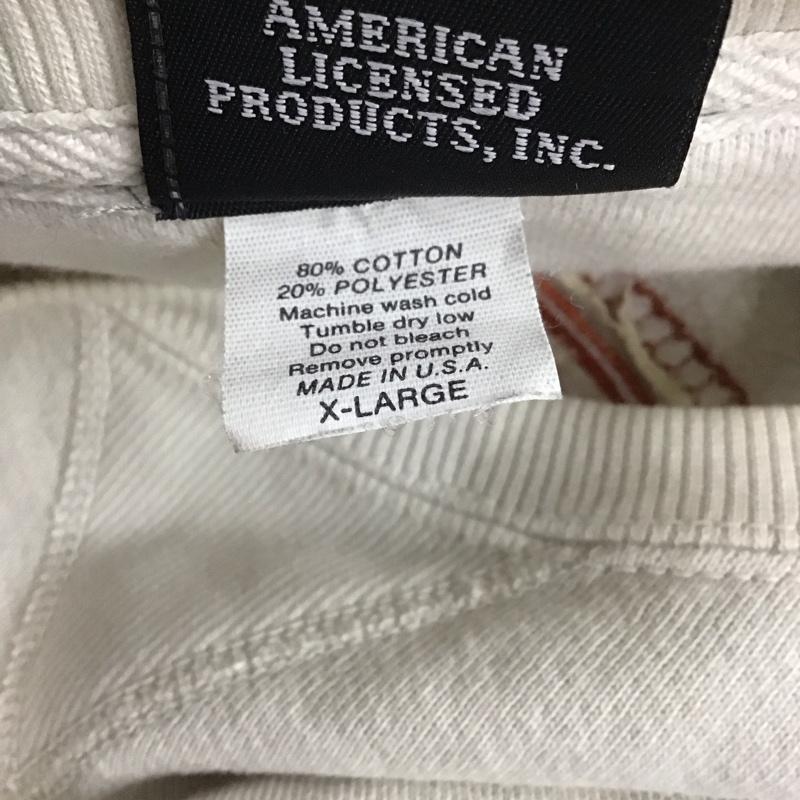 AMERICAN
LICENSED
PRODUCTS, INC.
80% COTTON
20% POLYESTER
Machine wash cold
Tumble dry low
Do not bleach
Remove promptly
MADE IN U.S.A.
X-LARGE